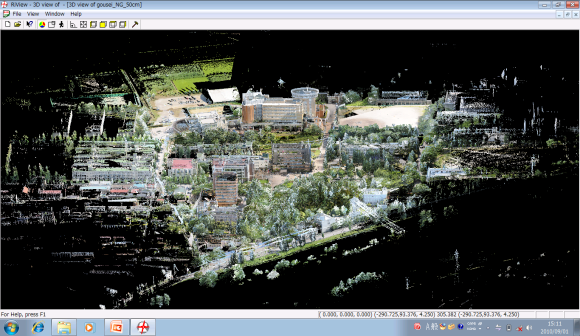 RiView - 3D view of - [3D view of gousei_NG_50cm]
File View Window Help
For Help, press F1
( 0.000, 0.000, 0.000) (-290.725,93.376, 4.250) 305.382 (-290.725,93.376, 4.250)
A 般
15:11
2010/09/01